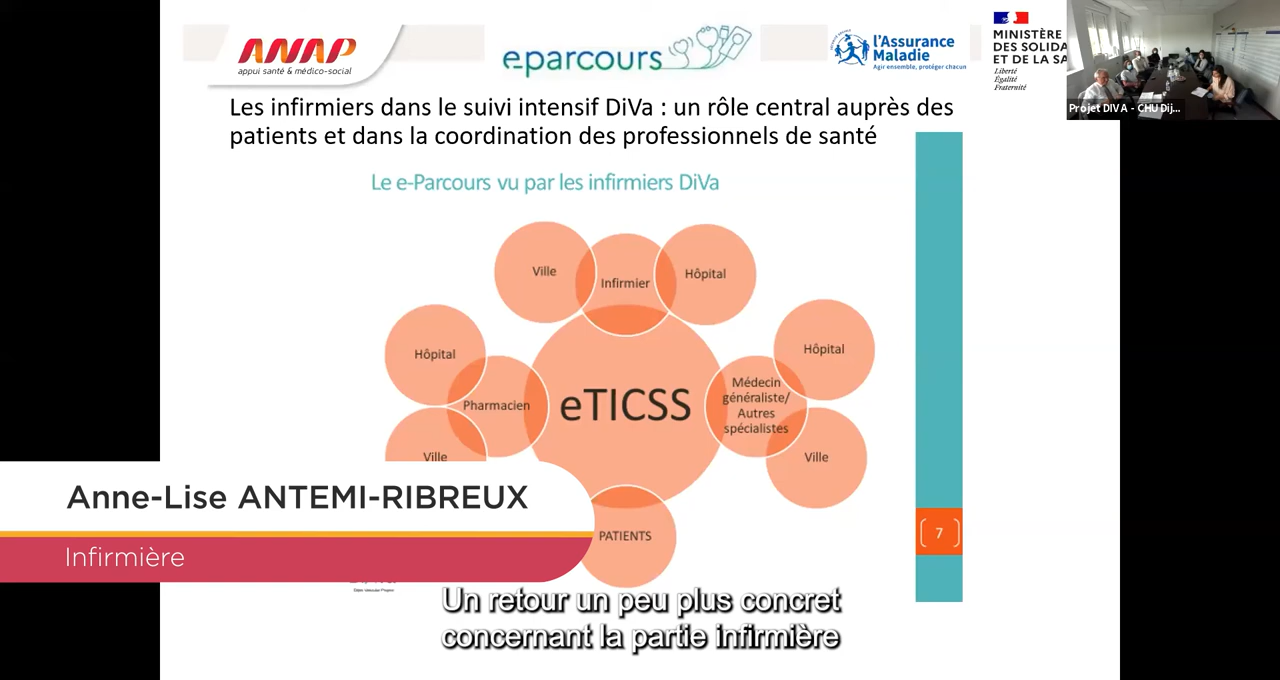 ANAP
appui santé & médico-social
eparcours
l'Assurance
Maladie
Agir ensemble, protéger chacun
MINISTÈRE
DES SOLIDA
ET DE LA SA
Liberté
Égalité
Fraternité
Projet DIVA - CHU Dij...
Les infirmiers dans le suivi intensif DiVa : un rôle central auprès des
patients et dans la coordination des professionnels de santé
Le e-Parcours vu par les infirmiers DiVa
Ville
Infirmier
Hôpital
Hôpital
Hôpital
Pharmacien
eTICSS
Médecin
généraliste/
Autres
spécialistes
Ville
Ville
PATIENTS
7
Anne-Lise ANTEMI-RIBREUX
Infirmière
Un retour un peu plus concret
concernant la partie infirmière